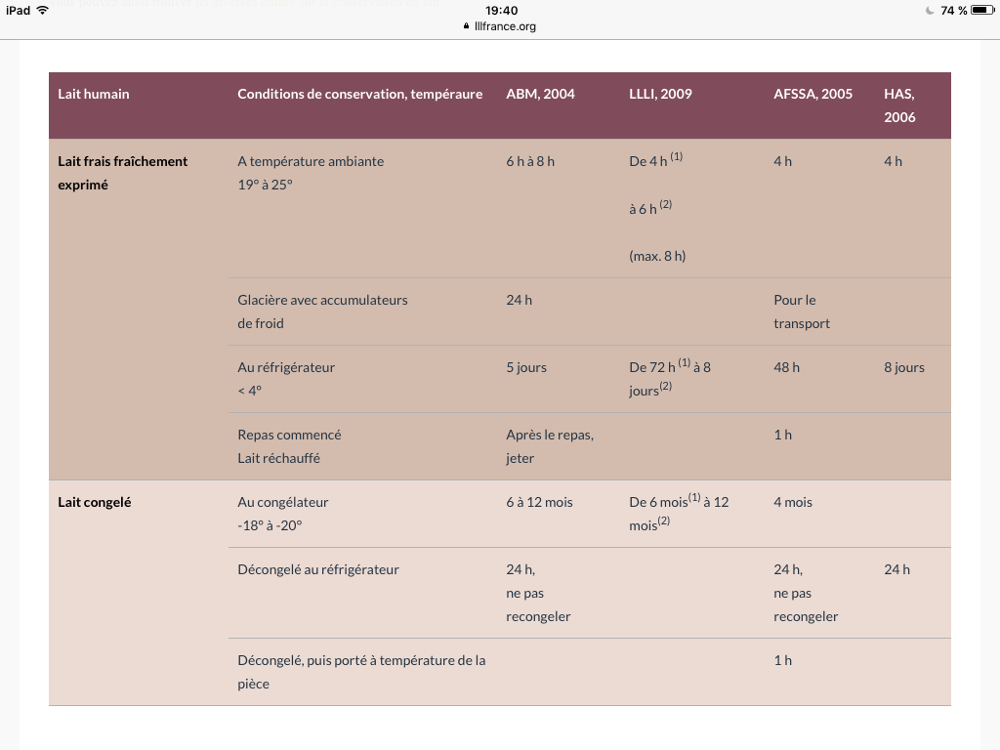 iPad 19:40 74 %
lllfrance.org
Lait humain Conditions de conservation, tempéraure ABM, 2004 LLLI, 2009 AFSSA, 2005 HAS,
2006
Lait frais fraîchement A température ambiante 6 h à 8 h De 4 h (1) 4 h 4 h
exprimé 19° à 25°
à 6 h (2)
(max. 8 h)
Glacière avec accumulateurs 24 h Pour le
de froid transport
Au réfrigérateur 5 jours De 72 h (1) à 8 48 h 8 jours
< 4° jours(2)
Repas commencé Après le repas, 1 h
Lait réchauffé jeter
Lait congelé Au congélateur 6 à 12 mois De 6 mois(1) à 12 4 mois
-18° à -20° mois(2)
Décongelé au réfrigérateur 24 h, 24 h, 24 h
ne pas ne pas
recongeler recongeler
Décongelé, puis porté à température de la 1 h
pièce